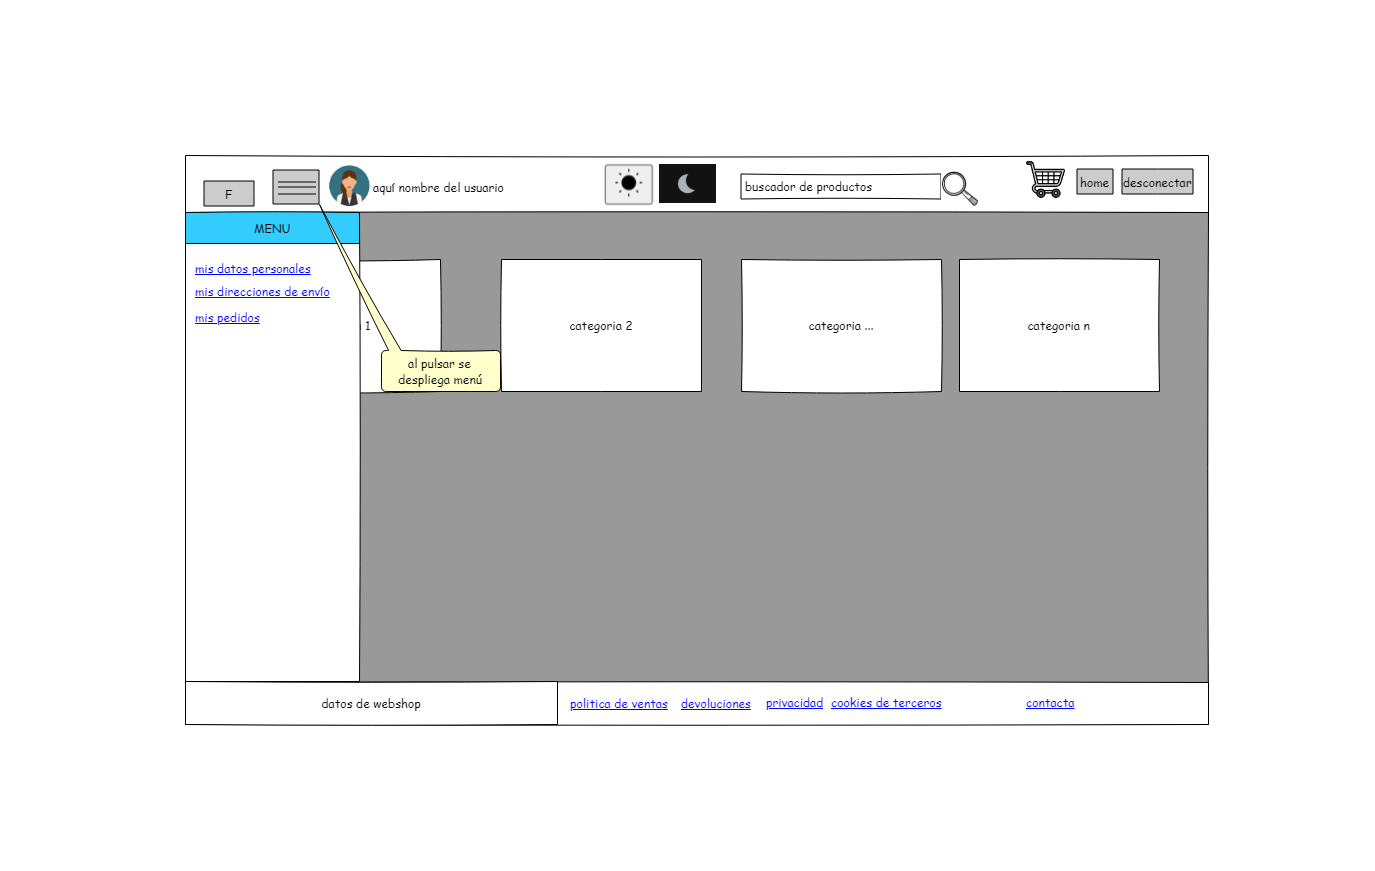 F
aquí nombre del usuario
buscador de productos
home
desconectar
MENU
mis datos personales
mis direcciones de envío
mis pedidos
1
categoria 2
categoria ...
categoria n
al pulsar se
despliega menú
datos de webshop
politica de ventas
devoluciones
privacidad
cookies de terceros
contacta